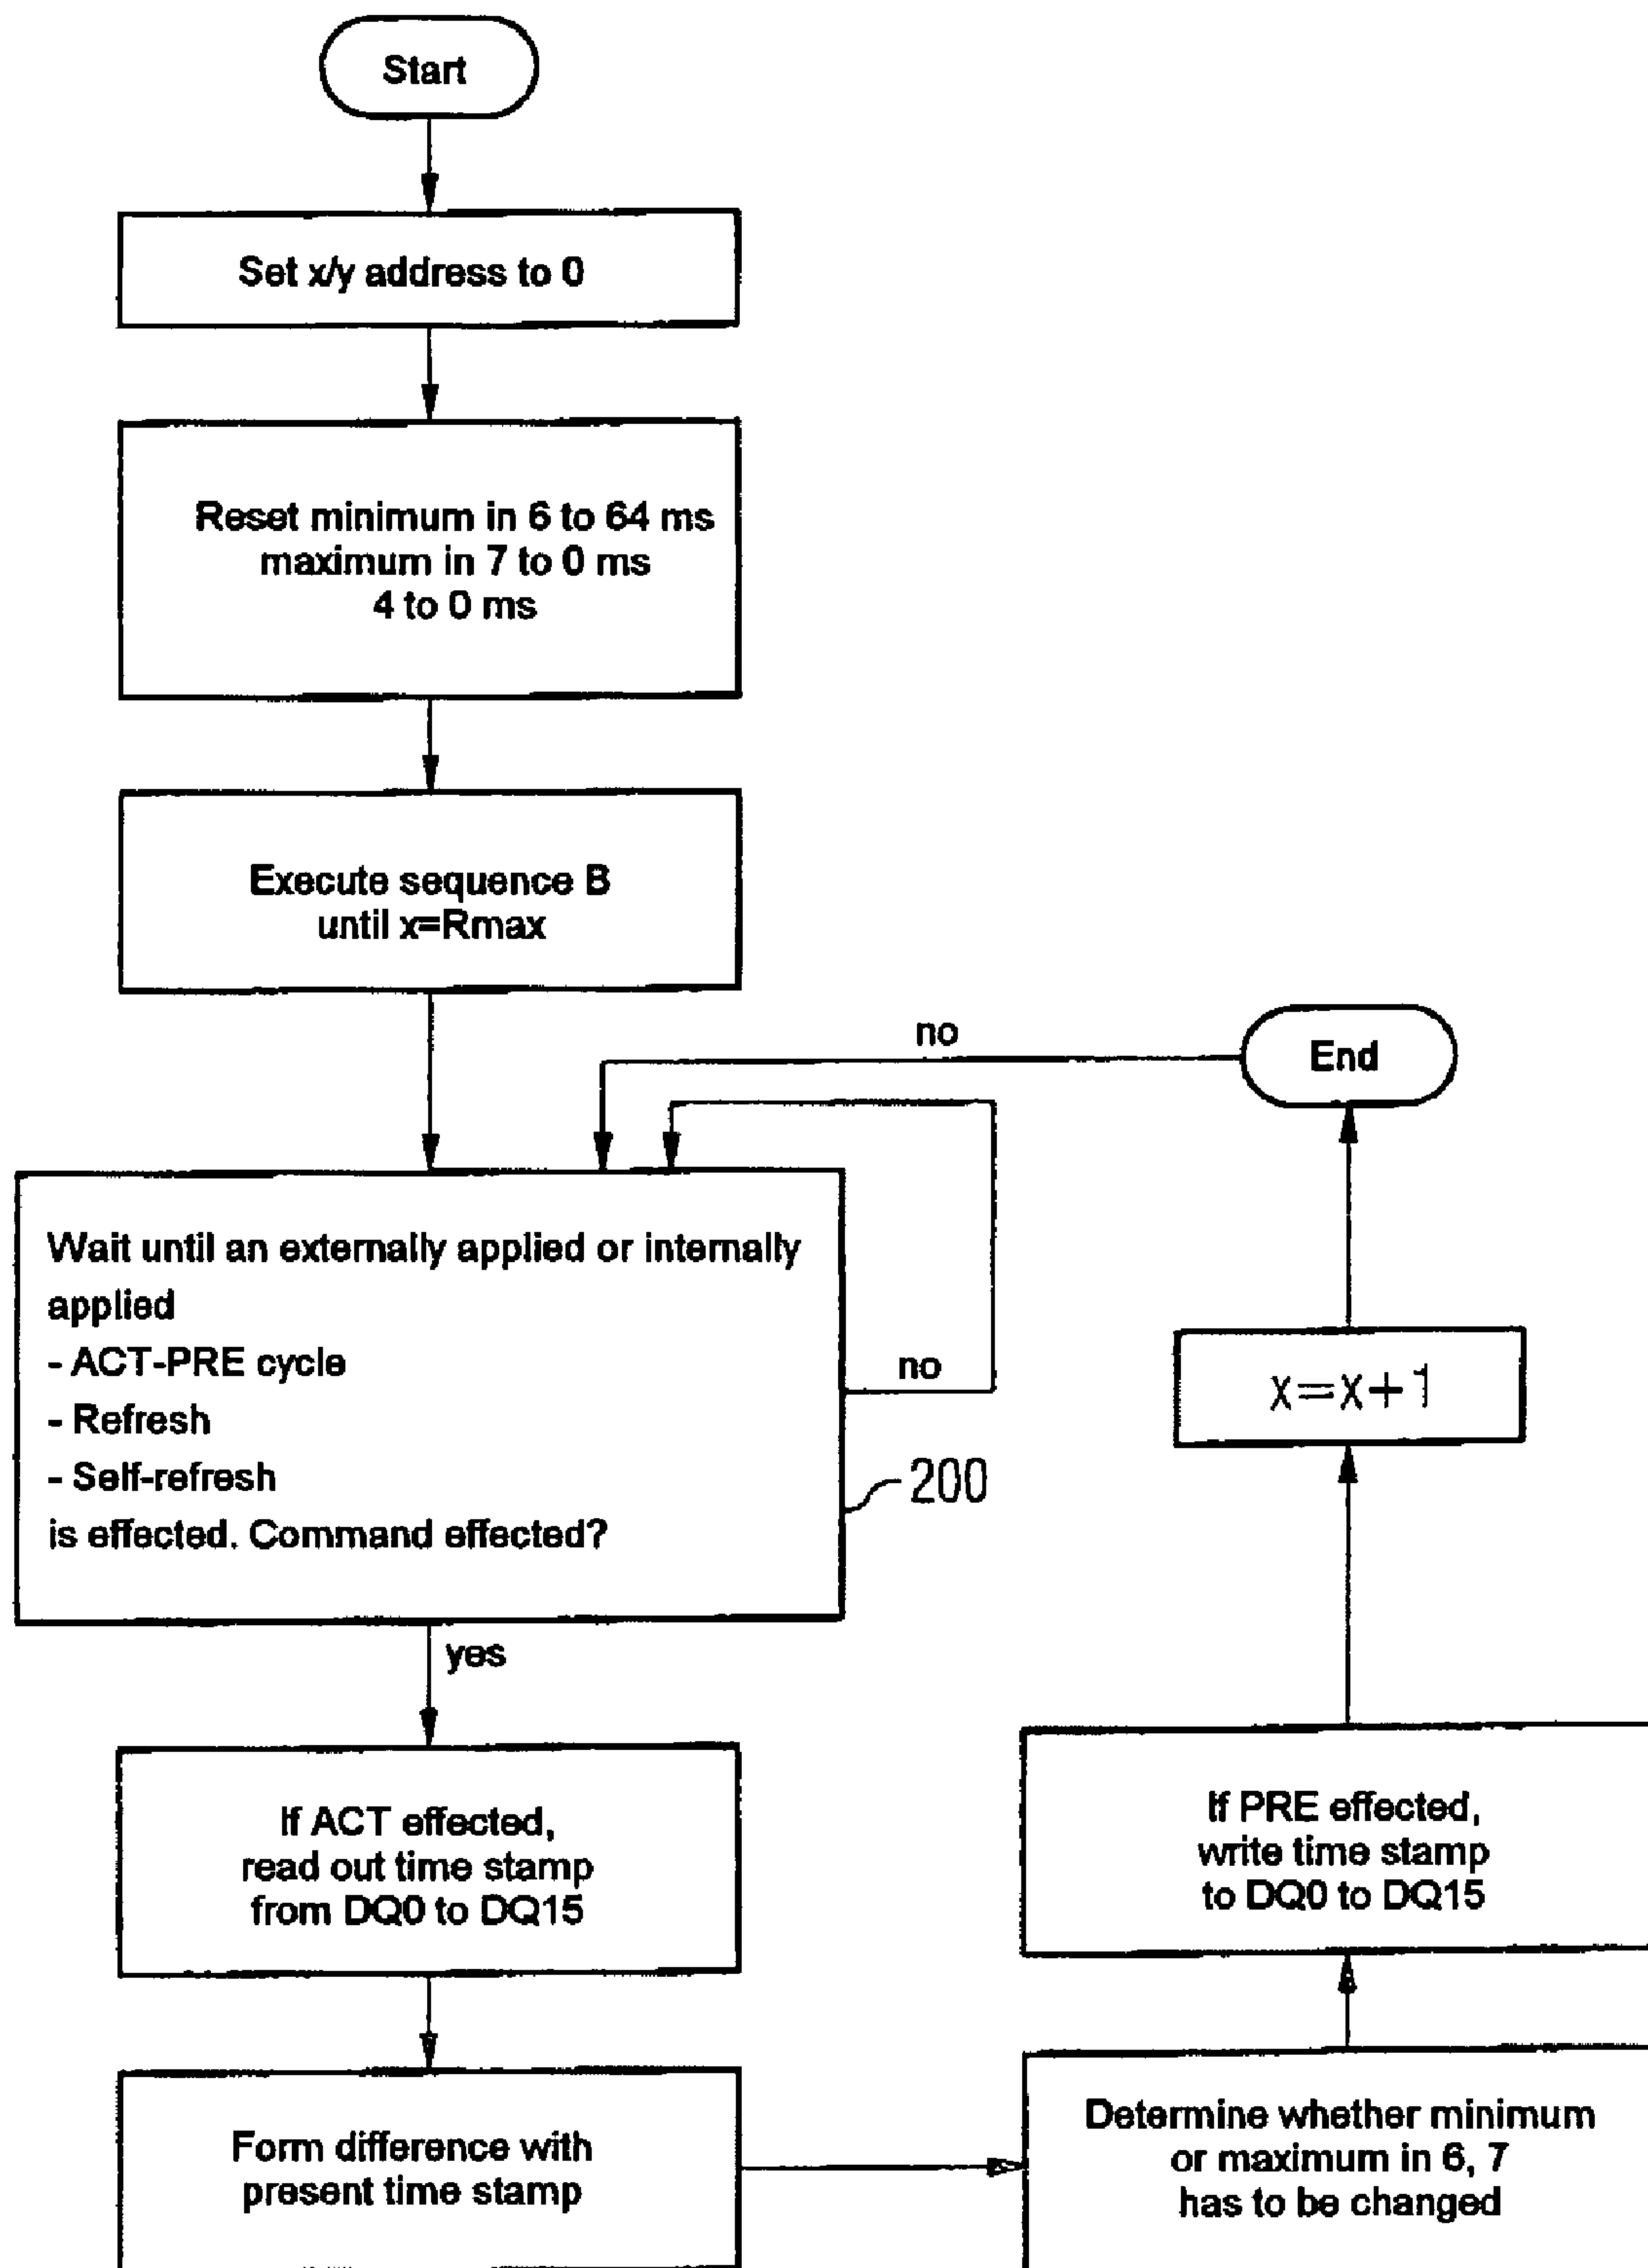 Start
Set x/y address to 0
Reset minimum in 6 to 64 ms
maximum in 7 to 0 ms
4 to 0 ms
Execute sequence B
until x=Rmax
no
End
Wait until an externally applied or internally
applied
- ACT-PRE cycle
- Refresh
- Self-refresh
is effected. Command effected?
no
200
yes
If ACT effected,
read out time stamp
from DQ0 to DQ15
Form difference with
present time stamp
Determine whether minimum
or maximum in 6, 7
has to be changed
If PRE effected,
write time stamp
to DQ0 to DQ15
x=x+1